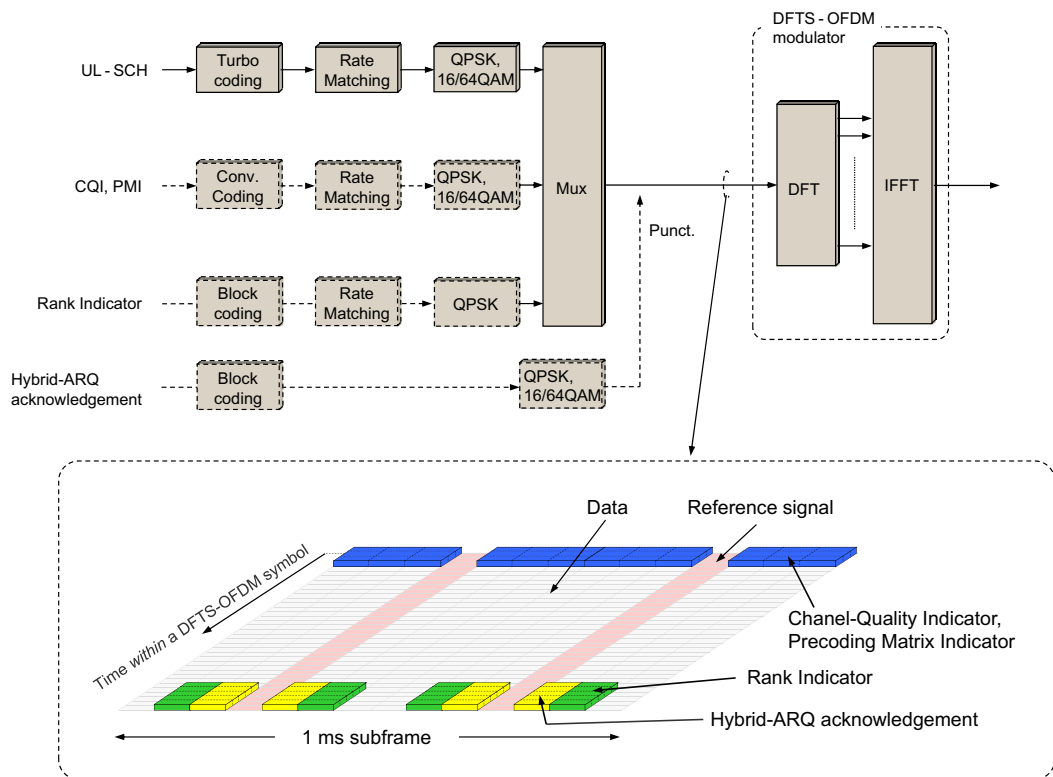 DFTS - OFDM
modulator
UL - SCH
Turbo
coding
Rate
Matching
QPSK,
16/64QAM
CQI, PMI
Conv.
Coding
Rate
Matching
QPSK,
16/64QAM
Mux
DFT
IFFT
Punct.
Rank Indicator
Block
coding
Rate
Matching
QPSK
Hybrid-ARQ
acknowledgement
Block
coding
QPSK,
16/64QAM
Data
Reference signal
Time within a DFTS-OFDM symbol
Chanel-Quality Indicator,
Precoding Matrix Indicator
Rank Indicator
Hybrid-ARQ acknowledgement
1 ms subframe